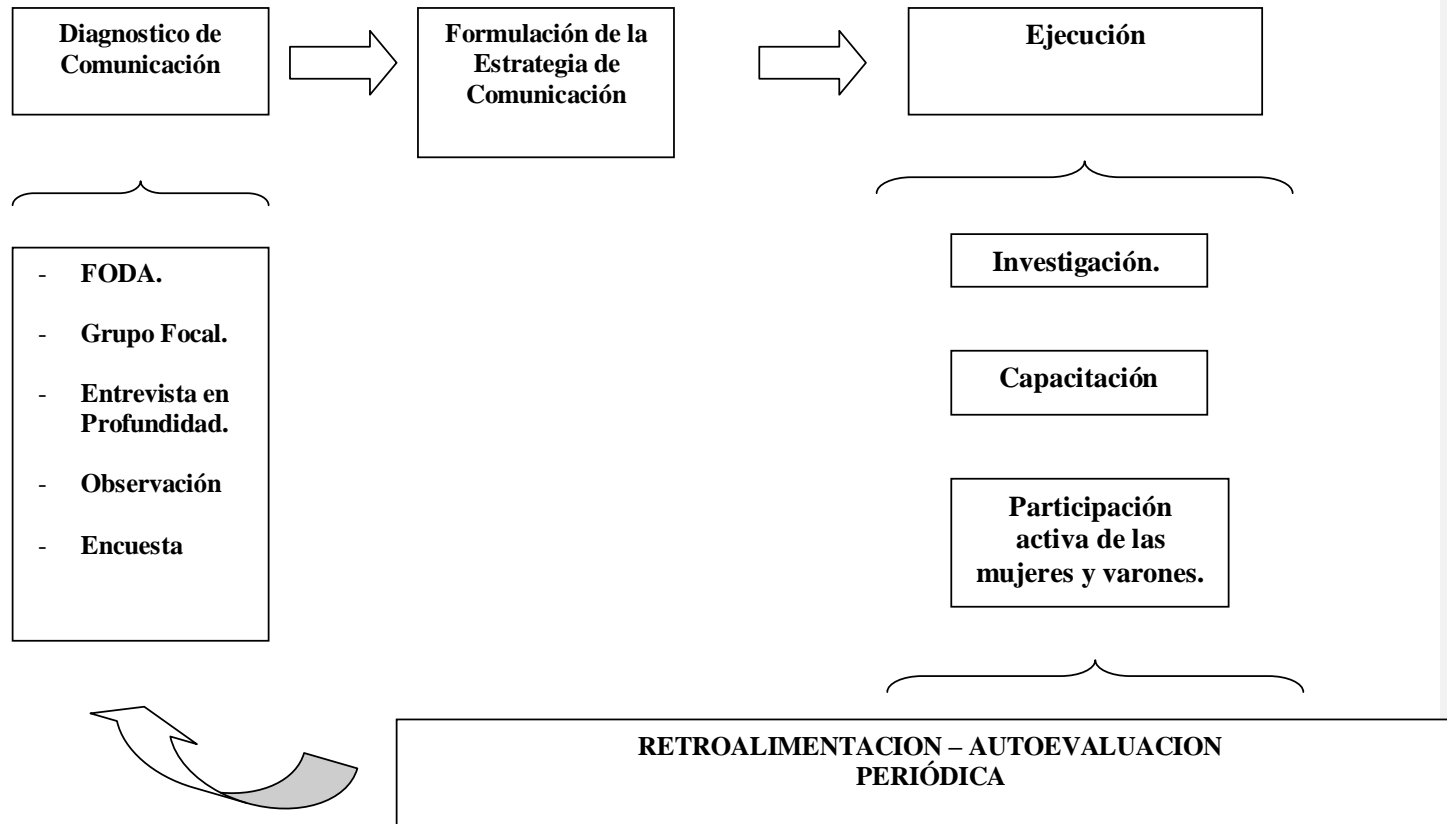 Diagnostico de
Comunicación
Formulación de la
Estrategia de
Comunicación
Ejecución
- FODA.
- Grupo Focal.
- Entrevista en
Profundidad.
- Observación
- Encuesta
Investigación.
Capacitación
Participación
activa de las
mujeres y varones.
RETROALIMENTACION – AUTOEVALUACION
PERIÓDICA